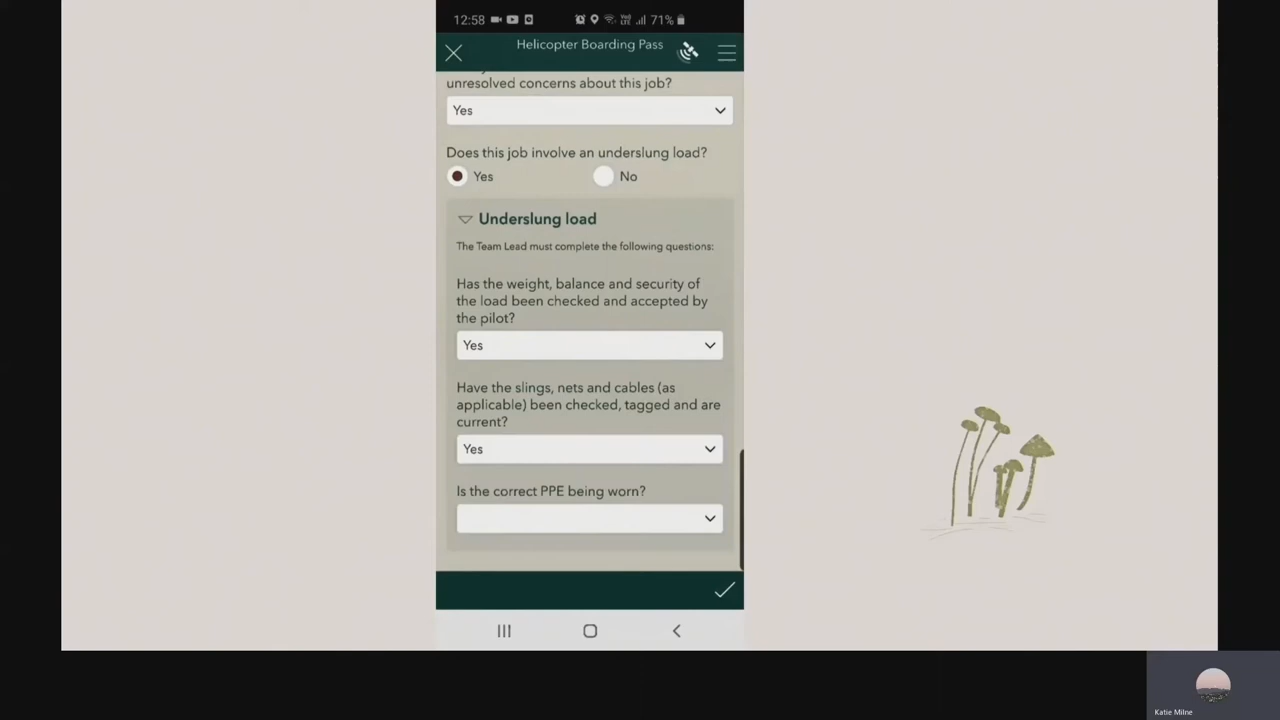 12:58
71%
Helicopter Boarding Pass
unresolved concerns about this job?
Yes
Does this job involve an underslung load?
Yes
No
Underslung load
The Team Lead must complete the following questions:
Has the weight, balance and security of
the load been checked and accepted by
the pilot?
Yes
Have the slings, nets and cables (as
applicable) been checked, tagged and are
current?
Yes
Is the correct PPE being worn?
Katie Milne